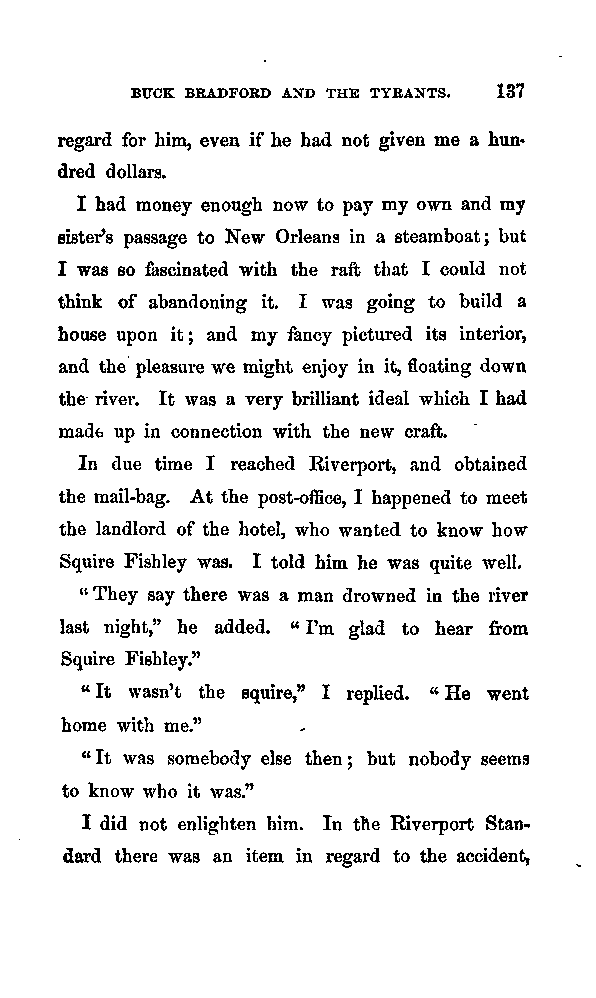 BUCK BRADFORD AND THE TYRANTS. 137
regard for him, even if he had not given me a hun-
dred dollars.
I had money enough now to pay my own and my
sister's passage to New Orleans in a steamboat; but
I was so fascinated with the raft that I could not
think of abandoning it. I was going to build a
house upon it; and my fancy pictured its interior,
and the pleasure we might enjoy in it, floating down
the river. It was a very brilliant ideal which I had
made up in connection with the new craft.
In due time I reached Riverport, and obtained
the mail-bag. At the post-office, I happened to meet
the landlord of the hotel, who wanted to know how
Squire Fishley was. I told him he was quite well.
"They say there was a man drowned in the river
last night," he added. "I'm glad to hear from
Squire Fishley."
"It wasn't the squire," I replied. "He went
home with me."
"It was somebody else then; but nobody seems
to know who it was."
I did not enlighten him. In the Riverport Stan-
dard there was an item in regard to the accident,